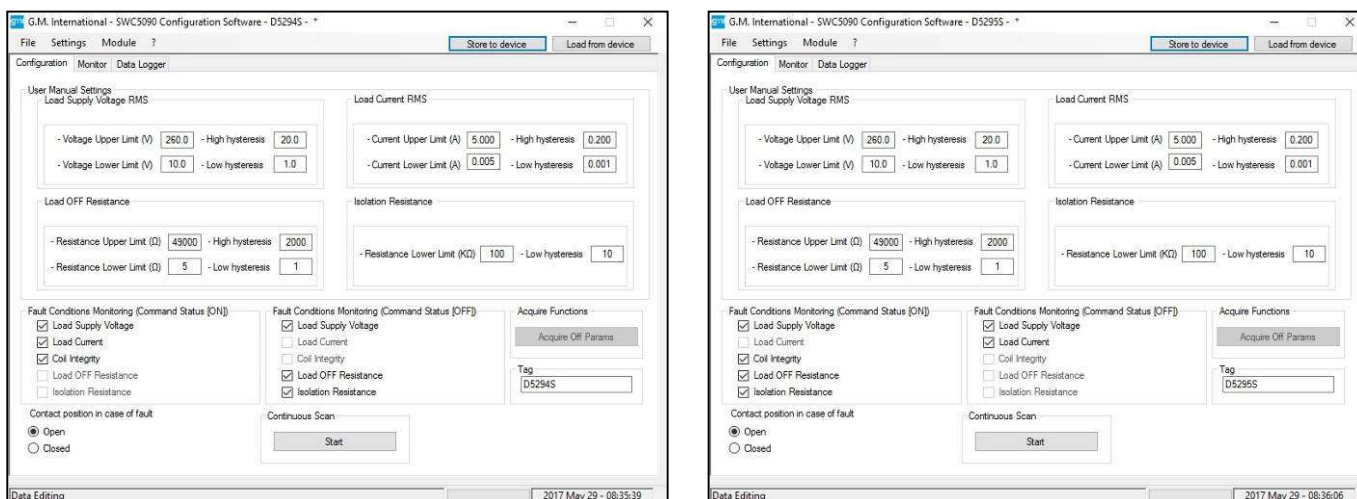 G.M. International - SWC5090 Configuration Software - D5294S - *
File Settings Module ? Store to device Load from device
Configuration Monitor Data Logger
User Manual Settings
Load Supply Voltage RMS Load Current RMS
- Voltage Upper Limit (V) 260.0 - High hysteresis 20.0 - Current Upper Limit (A) 5.000 - High hysteresis 0.200
- Voltage Lower Limit (V) 10.0 - Low hysteresis 1.0 - Current Lower Limit (A) 0.005 - Low hysteresis 0.001
Load OFF Resistance Isolation Resistance
- Resistance Upper Limit (Ω) 49000 - High hysteresis 2000
- Resistance Lower Limit (KΩ) 100 - Low hysteresis 10
- Resistance Lower Limit (Ω) 5 - Low hysteresis 1
Fault Conditions Monitoring (Command Status [ON]) Fault Conditions Monitoring (Command Status [OFF]) Acquire Functions
Load Supply Voltage Load Supply Voltage
Load Current Load Current Acquire Off Params
Coil Integrity Coil Integrity
Load OFF Resistance Load OFF Resistance Tag
Isolation Resistance Isolation Resistance D5294S
Contact position in case of fault Continuous Scan
Open
Closed Start
Data Editing 2017 May 29 - 08:35:39
G.M. International - SWC5090 Configuration Software - D5295S - *
File Settings Module ? Store to device Load from device
Configuration Monitor Data Logger
User Manual Settings
Load Supply Voltage RMS Load Current RMS
- Voltage Upper Limit (V) 260.0 - High hysteresis 20.0 - Current Upper Limit (A) 5.000 - High hysteresis 0.200
- Voltage Lower Limit (V) 10.0 - Low hysteresis 1.0 - Current Lower Limit (A) 0.005 - Low hysteresis 0.001
Load OFF Resistance Isolation Resistance
- Resistance Upper Limit (Ω) 49000 - High hysteresis 2000
- Resistance Lower Limit (KΩ) 100 - Low hysteresis 10
- Resistance Lower Limit (Ω) 5 - Low hysteresis 1
Fault Conditions Monitoring (Command Status [ON]) Fault Conditions Monitoring (Command Status [OFF]) Acquire Functions
Load Supply Voltage Load Supply Voltage
Load Current Load Current Acquire Off Params
Coil Integrity Coil Integrity
Load OFF Resistance Load OFF Resistance Tag
Isolation Resistance Isolation Resistance D5295S
Contact position in case of fault Continuous Scan
Open
Closed Start
Data Editing 2017 May 29 - 08:36:06